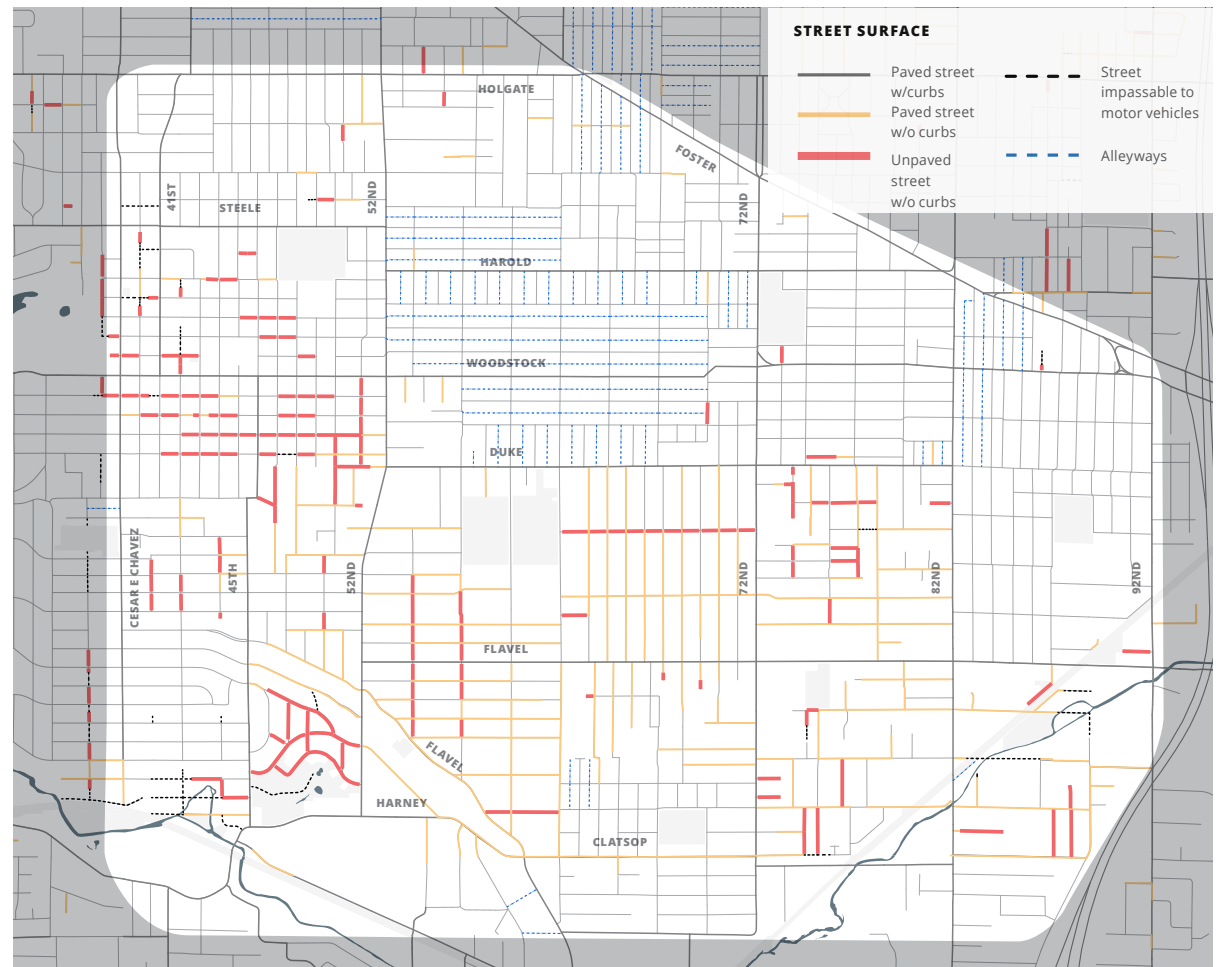 STREET SURFACE
Paved street
w/curbs
Paved street
w/o curbs
Unpaved
street
w/o curbs
Street
impassable to
motor vehicles
Alleyways
HOLGATE
FOSTER
41ST
52ND
72ND
STEELE
HAROLD
WOODSTOCK
DUKE
CESAR E CHAVEZ
45TH
52ND
72ND
82ND
92ND
FLAVEL
FLAVEL
HARNEY
CLATSOP